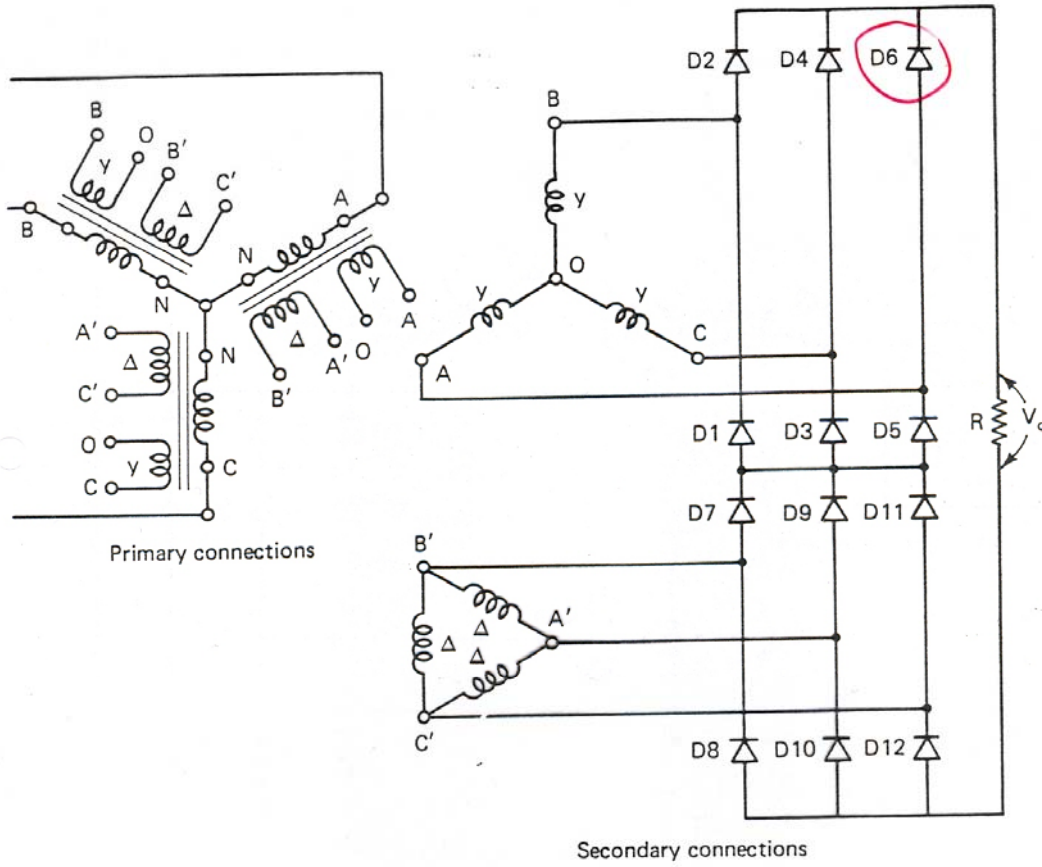 D2 D4 D6
B
B O B' C'
y Δ
B A
N N
y
O
y y
A C
Δ y
B' A' O A
A' Δ C' N
O y C C
D1 D3 D5
R V
D7 D9 D11
Primary connections
B'
Δ Δ Δ
A'
C'
D8 D10 D12
Secondary connections